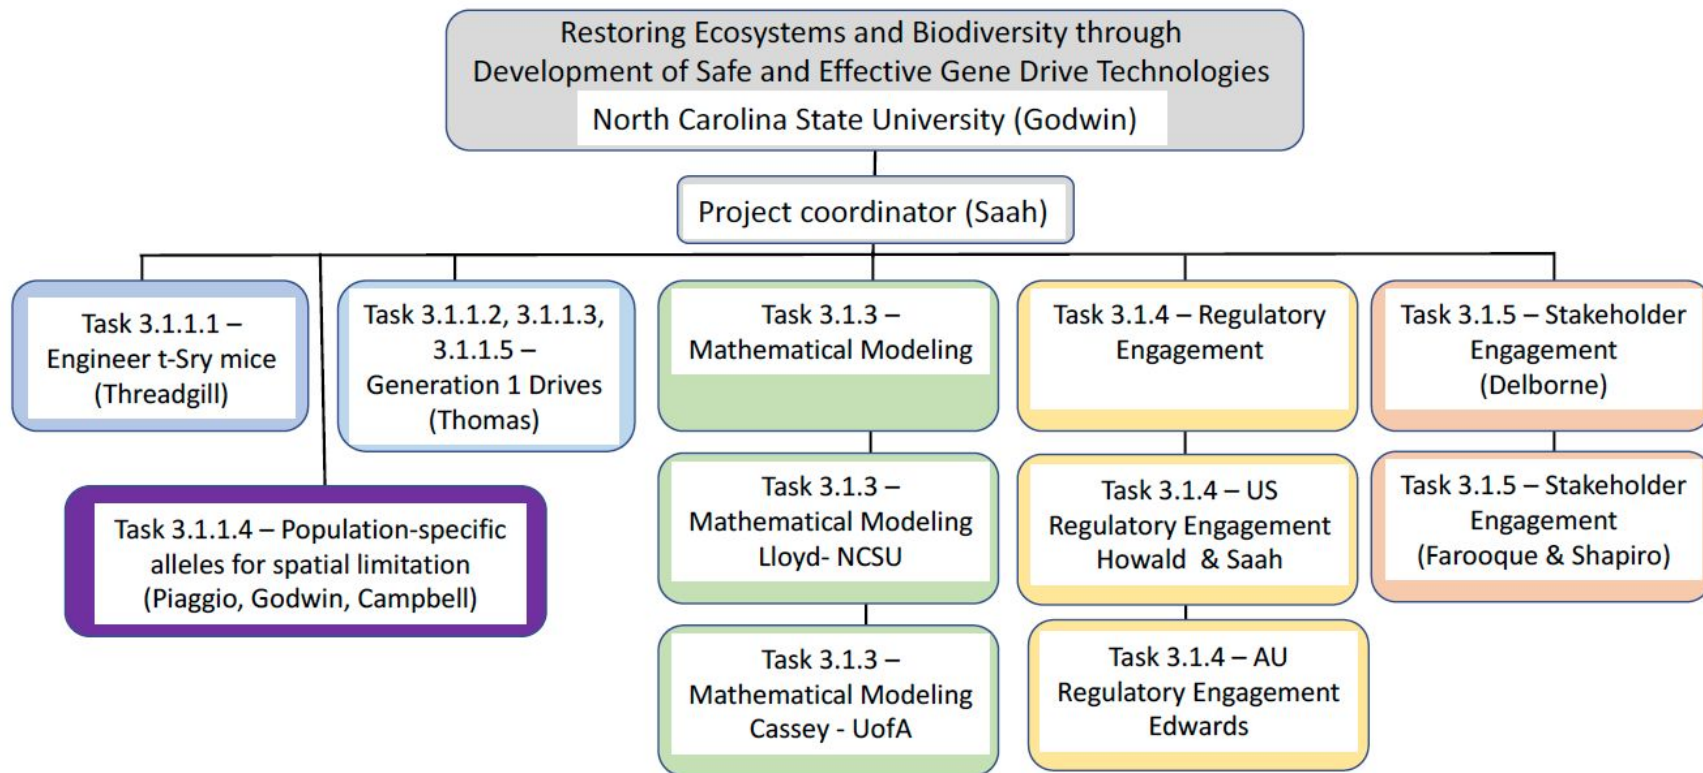 Restoring Ecosystems and Biodiversity through
Development of Safe and Effective Gene Drive Technologies
North Carolina State University (Godwin)
Project coordinator (Saah)
Task 3.1.1.1 –
Engineer t-Sry mice
(Threadgill)
Task 3.1.1.2, 3.1.1.3,
3.1.1.5 –
Generation 1 Drives
(Thomas)
Task 3.1.3 –
Mathematical Modeling
Task 3.1.4 – Regulatory
Engagement
Task 3.1.5 – Stakeholder
Engagement
(Delborne)
Task 3.1.1.4 – Population-specific
alleles for spatial limitation
(Piaggio, Godwin, Campbell)
Task 3.1.3 –
Mathematical Modeling
Lloyd- NCSU
Task 3.1.4 – US
Regulatory Engagement
Howald & Saah
Task 3.1.5 – Stakeholder
Engagement
(Farooque & Shapiro)
Task 3.1.3 –
Mathematical Modeling
Cassey - UofA
Task 3.1.4 – AU
Regulatory Engagement
Edwards